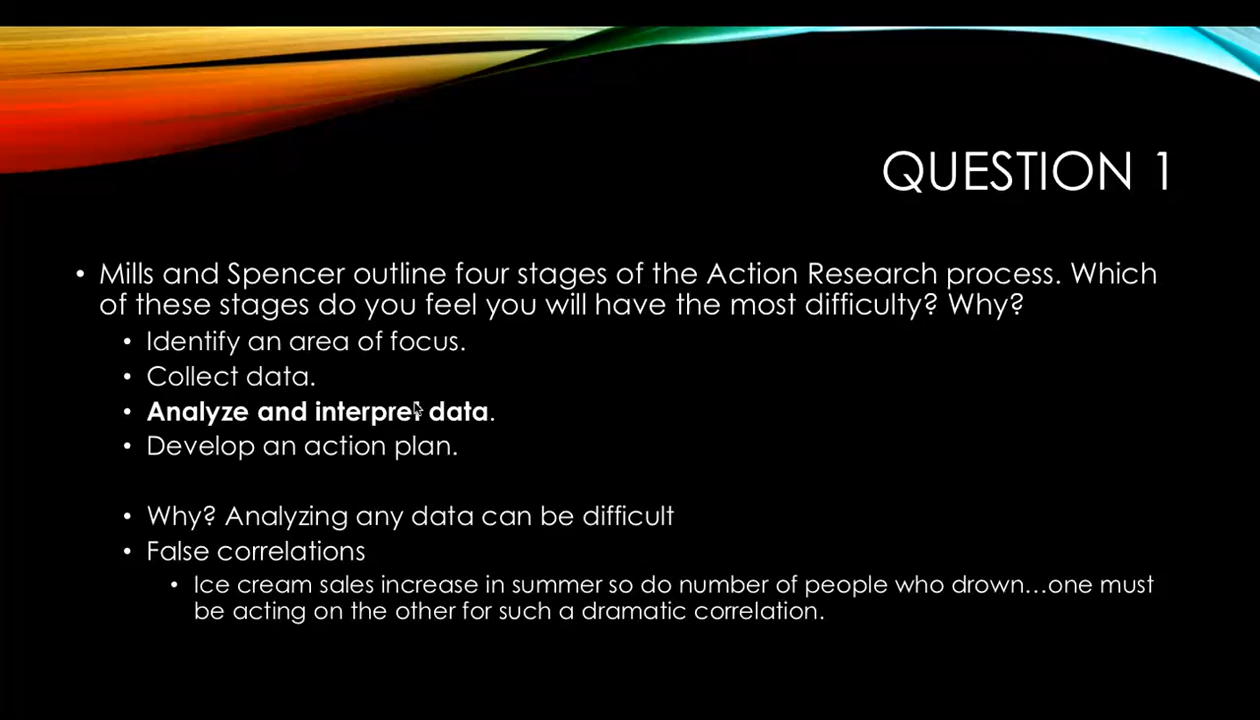 QUESTION 1
• Mills and Spencer outline four stages of the Action Research process. Which
of these stages do you feel you will have the most difficulty? Why?
• Identify an area of focus.
• Collect data.
• Analyze and interpret data.
• Develop an action plan.
• Why? Analyzing any data can be difficult
• False correlations
• Ice cream sales increase in summer so do number of people who drown…one must
be acting on the other for such a dramatic correlation.